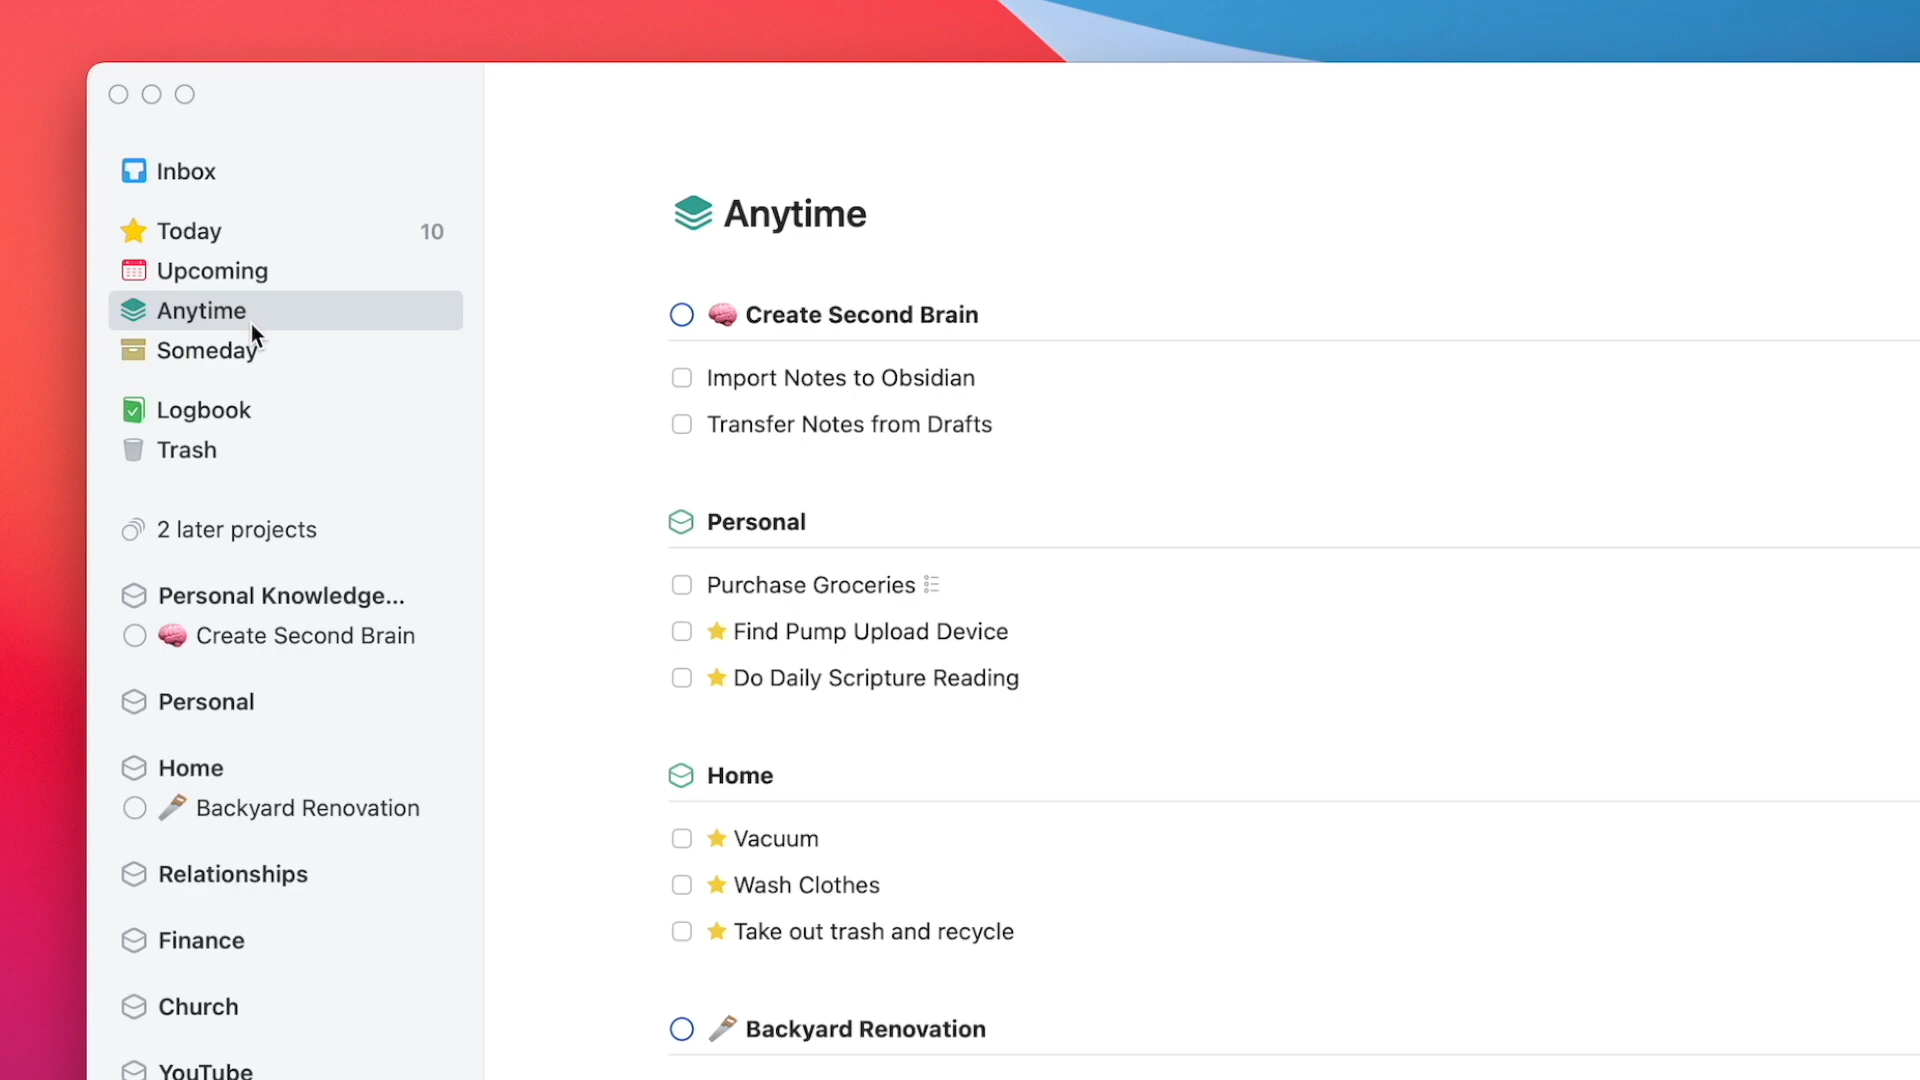 Inbox
Today 10
Upcoming
Anytime
Someday
Logbook
Trash
2 later projects
Personal Knowledge...
Create Second Brain
Personal
Home
Backyard Renovation
Relationships
Finance
Church
YouTube
Anytime
Create Second Brain
Import Notes to Obsidian
Transfer Notes from Drafts
Personal
Purchase Groceries
Find Pump Upload Device
Do Daily Scripture Reading
Home
Vacuum
Wash Clothes
Take out trash and recycle
Backyard Renovation